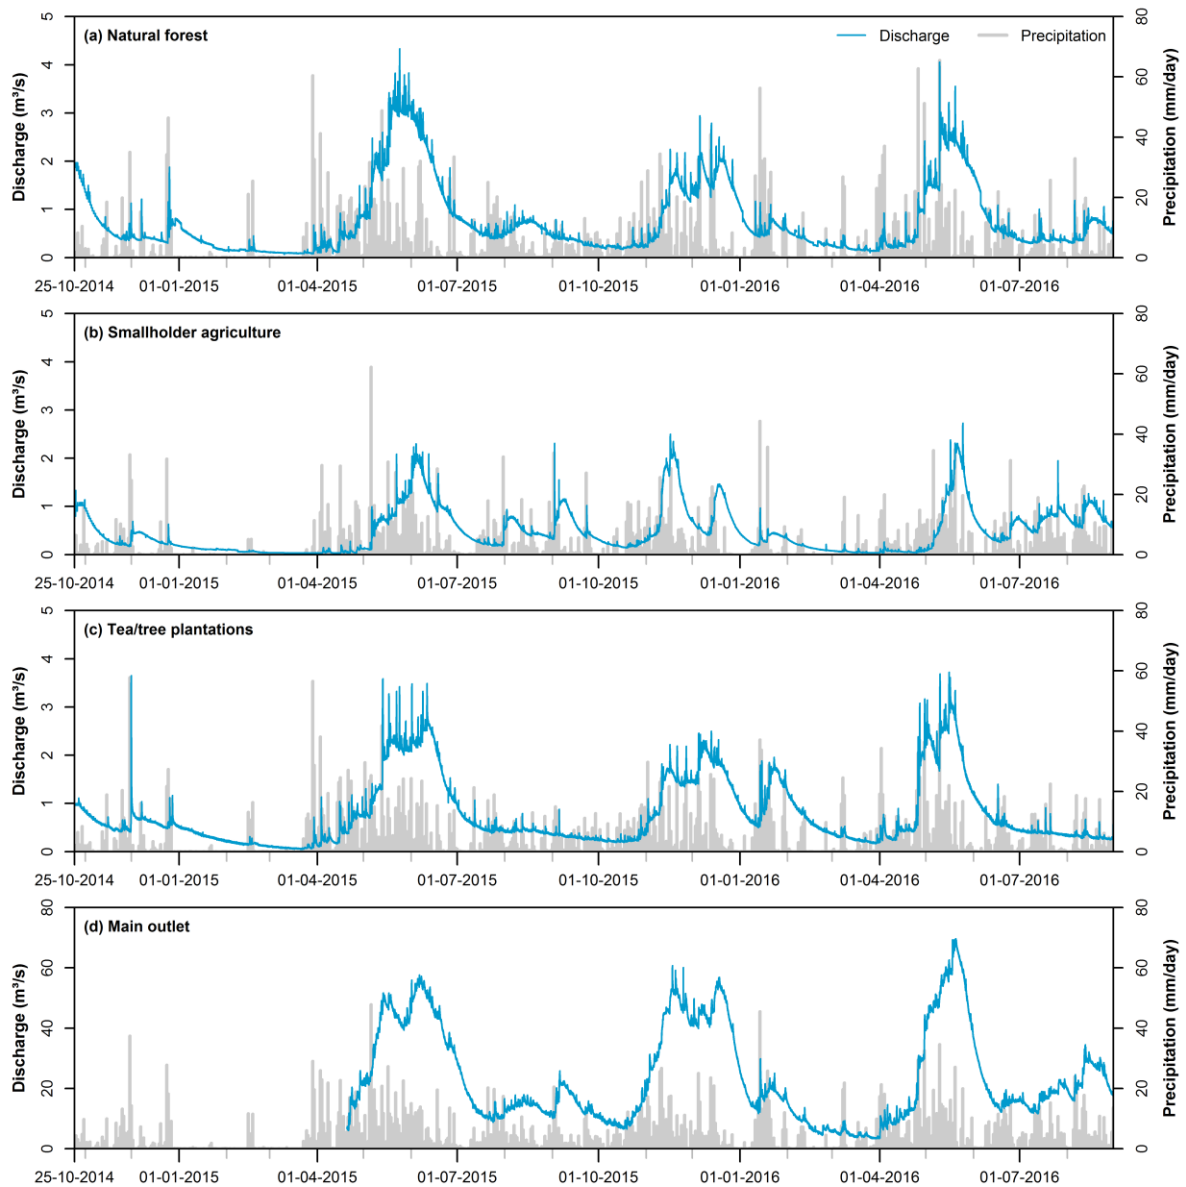 (a) Natural forest
Discharge Precipitation
Discharge (m³/s)
0 1 2 3 4 5
Precipitation (mm/day)
0 20 40 60 80
25-10-2014 01-01-2015 01-04-2015 01-07-2015 01-10-2015 01-01-2016 01-04-2016 01-07-2016
(b) Smallholder agriculture
Discharge (m³/s)
0 1 2 3 4 5
Precipitation (mm/day)
0 20 40 60 80
25-10-2014 01-01-2015 01-04-2015 01-07-2015 01-10-2015 01-01-2016 01-04-2016 01-07-2016
(c) Tea/tree plantations
Discharge (m³/s)
0 1 2 3 4 5
Precipitation (mm/day)
0 20 40 60 80
25-10-2014 01-01-2015 01-04-2015 01-07-2015 01-10-2015 01-01-2016 01-04-2016 01-07-2016
(d) Main outlet
Discharge (m³/s)
0 20 40 60 80
Precipitation (mm/day)
0 20 40 60 80
25-10-2014 01-01-2015 01-04-2015 01-07-2015 01-10-2015 01-01-2016 01-04-2016 01-07-2016